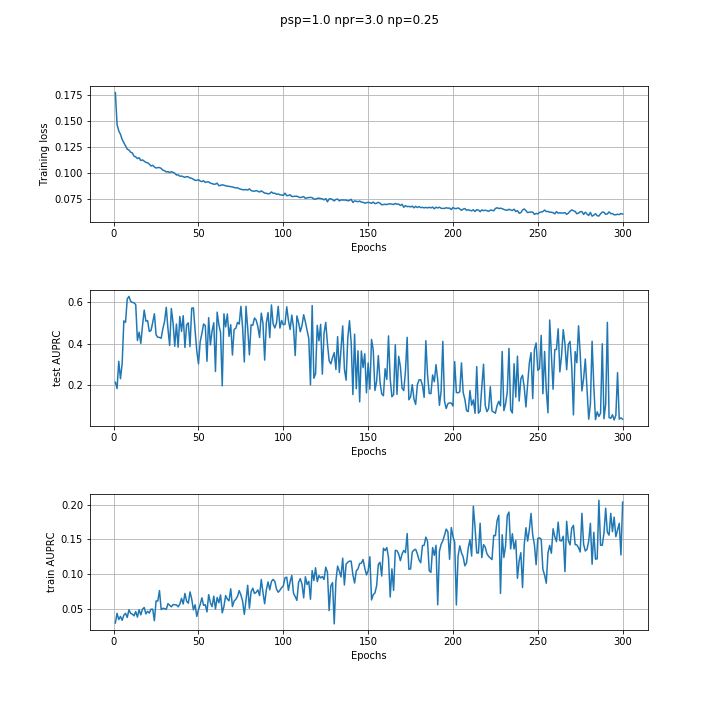 psp=1.0 npr=3.0 np=0.25
0.175
0.150
0.125
0.100
0.075
Training loss
0 50 100 150 200 250 300
Epochs
0.6
0.4
0.2
test AUPRC
0 50 100 150 200 250 300
Epochs
0.20
0.15
0.10
0.05
train AUPRC
0 50 100 150 200 250 300
Epochs